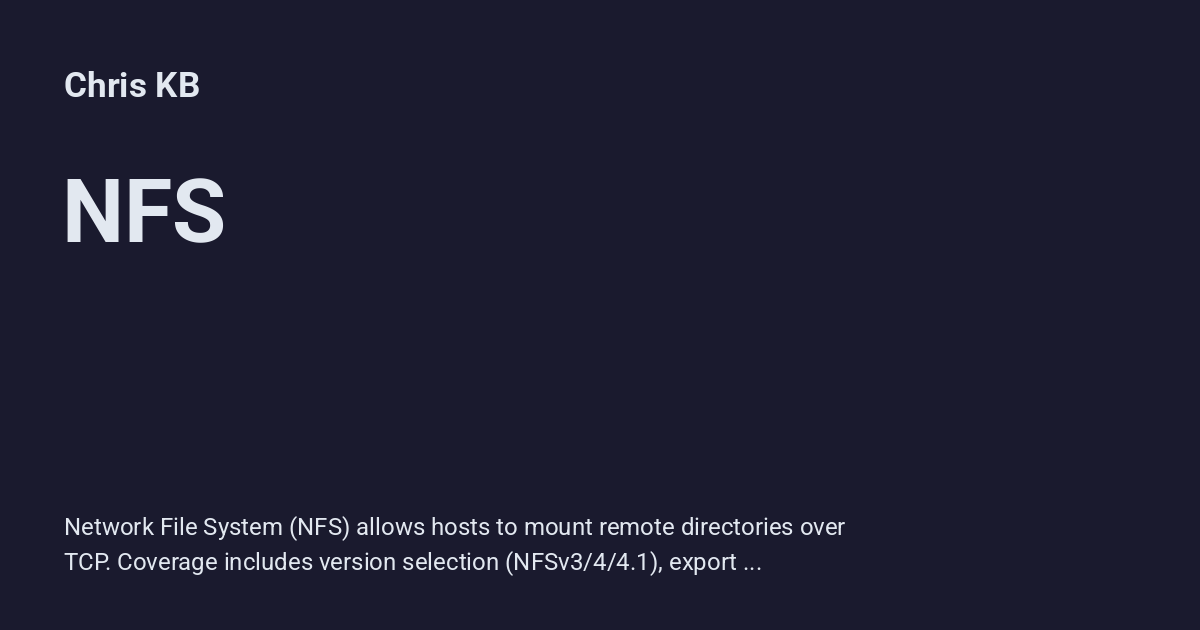 Chris KB
NFS
Network File System (NFS) allows hosts to mount remote directories over
TCP. Coverage includes version selection (NFSv3/4/4.1), export ...